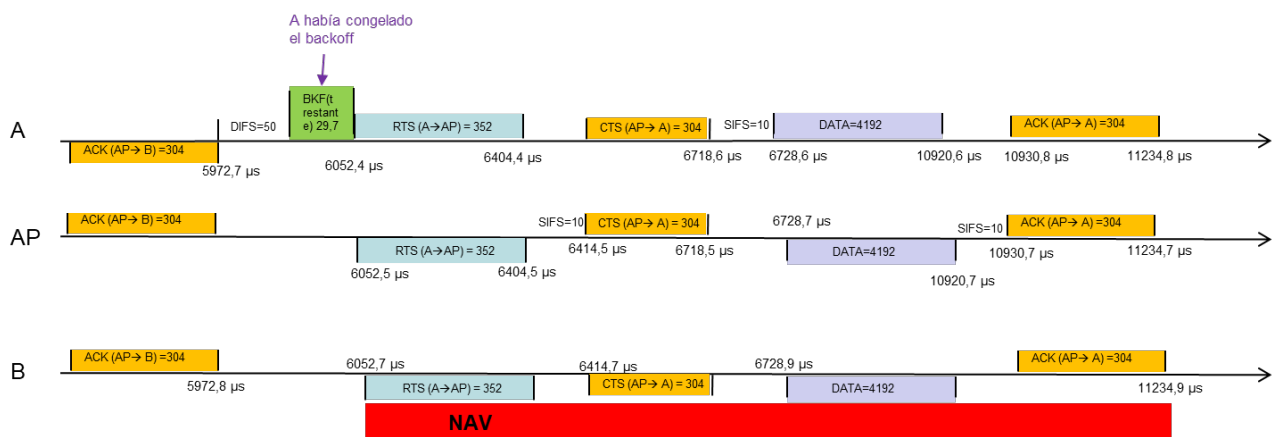 A había congelado
el backoff
BKF(t
restant
e) 29,7
A
DIFS=50
RTS (A→AP) = 352
CTS (AP→ A) = 304
SIFS=10
DATA=4192
ACK (AP→ A) =304
ACK (AP→ B) =304
5972,7 µs
6052,4 µs
6404,4 µs
6718,6 µs
6728,6 µs
10920,6 µs
10930,8 µs
11234,8 µs
ACK (AP→ B) =304
SIFS=10
CTS (AP→ A) = 304
6728,7 µs
SIFS=10
ACK (AP→ A) =304
AP
RTS (A→AP) = 352
6414,5 µs
6718,5 µs
DATA=4192
10930,7 µs
11234,7 µs
6052,5 µs
6404,5 µs
10920,7 µs
ACK (AP→ B) =304
6052,7 µs
6414,7 µs
6728,9 µs
ACK (AP→ A) =304
B
5972,8 µs
RTS (A→AP) = 352
CTS (AP→ A) = 304
DATA=4192
11234,9 µs
NAV